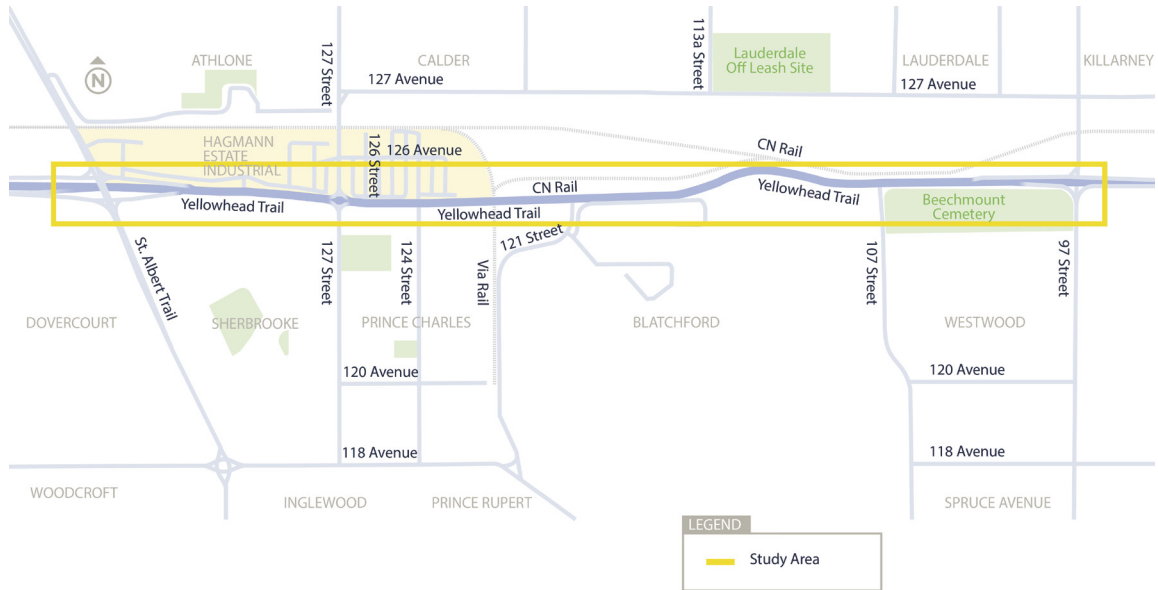 ATHLONE
127 Street
CALDER
113a Street
Lauderdale
Off Leash Site
LAUDERDALE
KILLARNEY
N
127 Avenue
127 Avenue
HAGMANN
ESTATE
INDUSTRIAL
126 Street
126 Avenue
CN Rail
CN Rail
Yellowhead Trail
Yellowhead Trail
Yellowhead Trail
Beechmount
Cemetery
121 Street
St. Albert Trail
127 Street
124 Street
Via Rail
107 Street
97 Street
DOVERCOURT
SHERBROOKE
PRINCE CHARLES
BLATCHFORD
WESTWOOD
120 Avenue
120 Avenue
118 Avenue
118 Avenue
WOODCROFT
INGLEWOOD
PRINCE RUPERT
SPRUCE AVENUE
LEGEND
Study Area